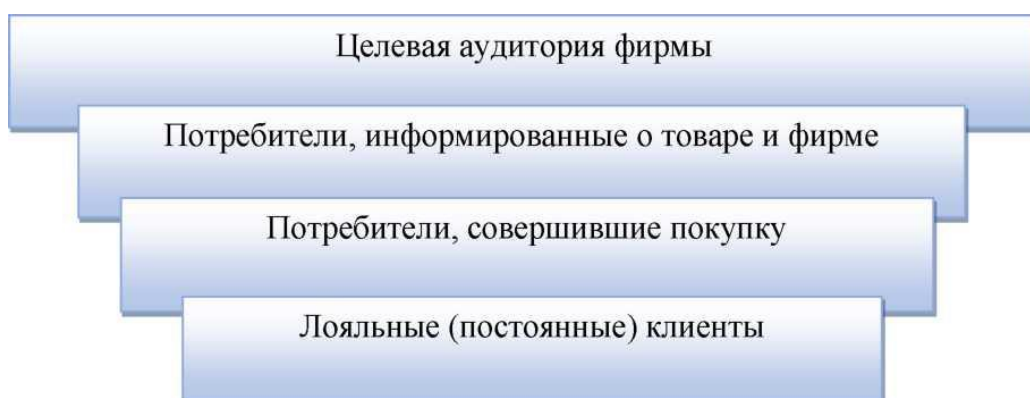 Целевая аудитория фирмы
Потребители, информированные о товаре и фирме
Потребители, совершившие покупку
Лояльные (постоянные) клиенты